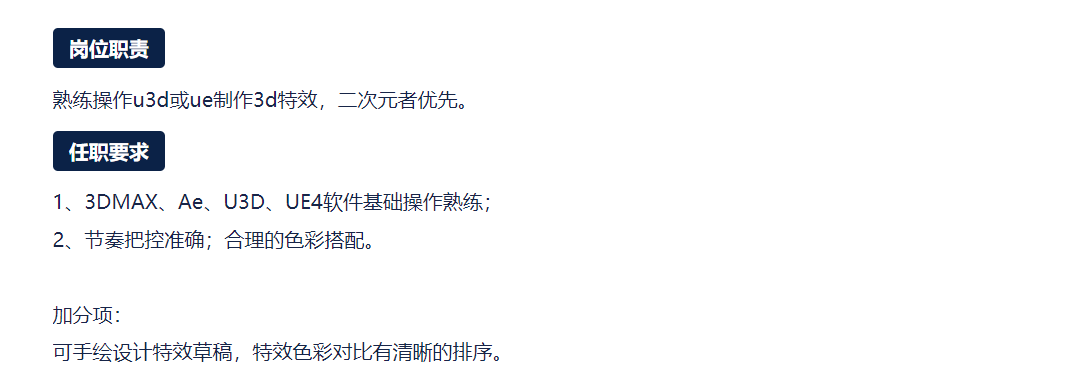 岗位职责
熟练操作u3d或ue制作3d特效，二次元者优先。
任职要求
1、3DMAX、Ae、U3D、UE4软件基础操作熟练；
2、节奏把控准确；合理的色彩搭配。
加分项：
可手绘设计特效草稿，特效色彩对比有清晰的排序。